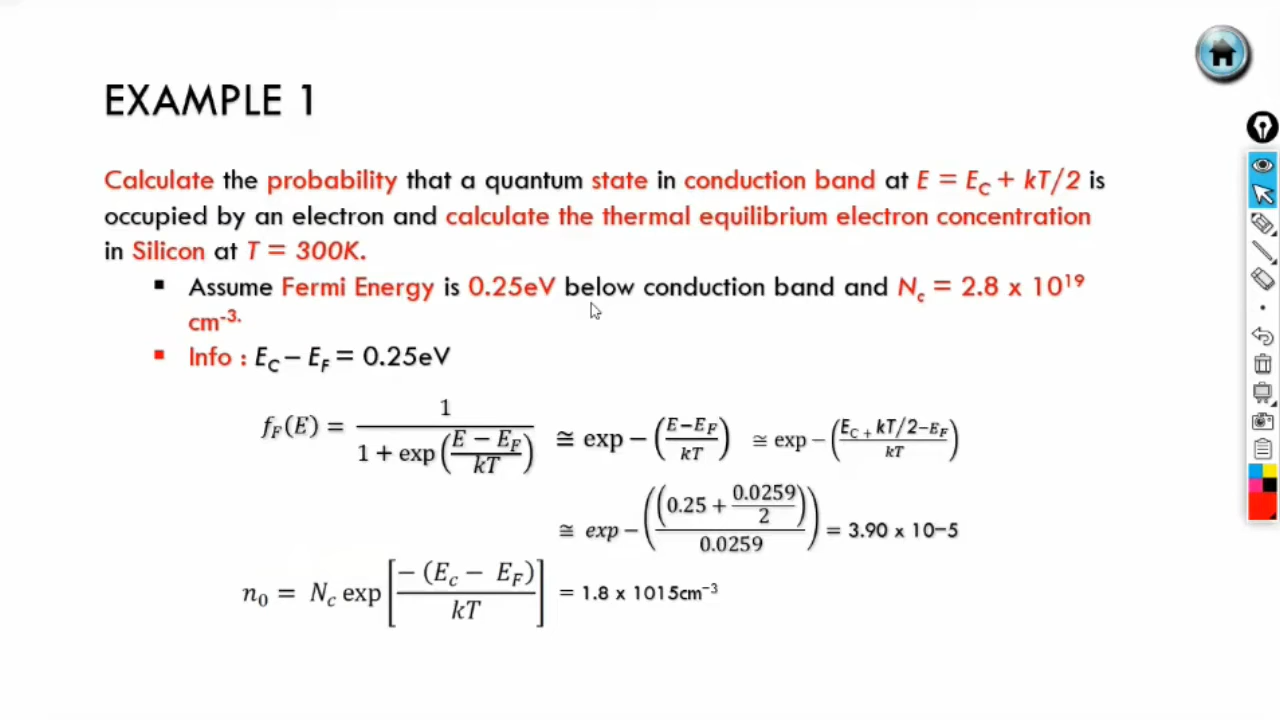 EXAMPLE 1
Calculate the probability that a quantum state in conduction band at E = E_C + kT/2 is
occupied by an electron and calculate the thermal equilibrium electron concentration
in Silicon at T = 300K.
▪ Assume Fermi Energy is 0.25eV below conduction band and N_c = 2.8 x 10¹⁹
cm⁻³.
▪ Info : E_C – E_F = 0.25eV
f_F(E) = 1 / (1 + exp((E − E_F)/kT)) ≅ exp − ((E−E_F)/kT) ≅ exp − ((E_C + kT/2−E_F)/kT)
≅ exp − (((0.25 + 0.0259/2))/0.0259) = 3.90 x 10−5
n₀ = N_c exp[− (E_c − E_F)/kT] = 1.8 x 1015cm⁻³